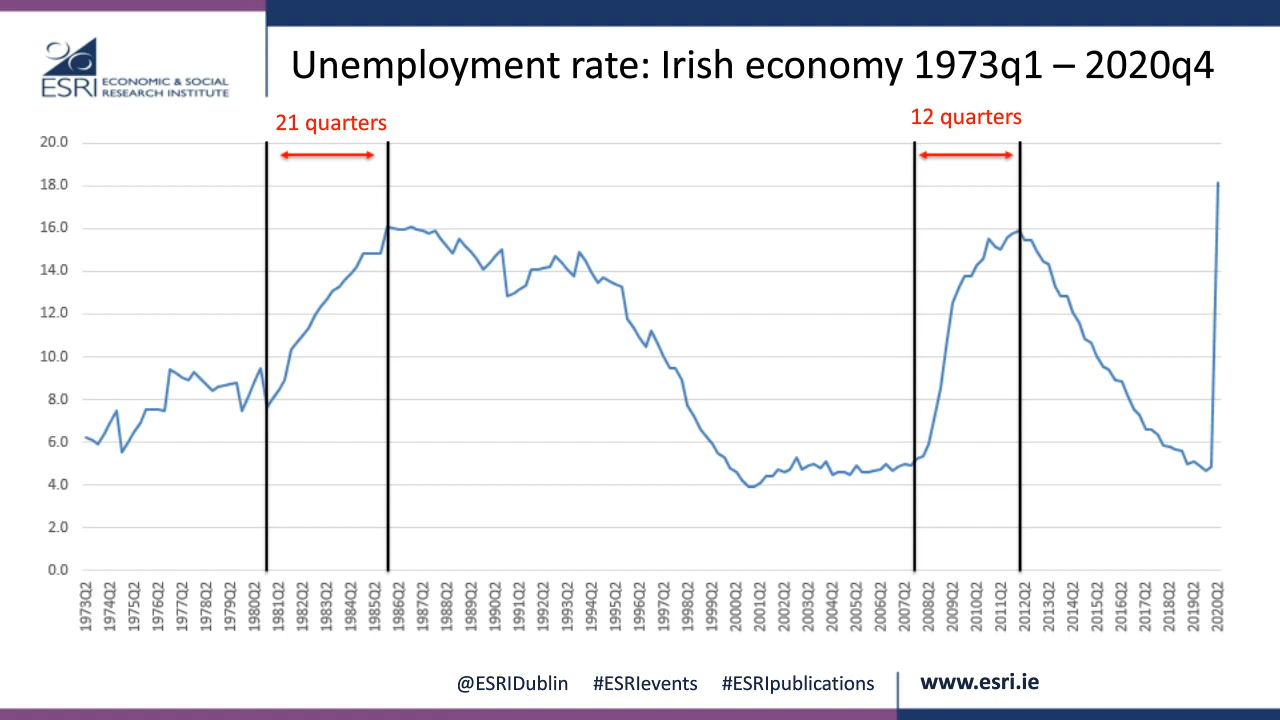 ESRI ECONOMIC & SOCIAL
RESEARCH INSTITUTE
Unemployment rate: Irish economy 1973q1 – 2020q4
21 quarters
12 quarters
20.0
18.0
16.0
14.0
12.0
10.0
8.0
6.0
4.0
2.0
0.0
1973Q2
1974Q2
1975Q2
1976Q2
1977Q2
1978Q2
1979Q2
1980Q2
1981Q2
1982Q2
1983Q2
1984Q2
1985Q2
1986Q2
1987Q2
1988Q2
1989Q2
1990Q2
1991Q2
1992Q2
1993Q2
1994Q2
1995Q2
1996Q2
1997Q2
1998Q2
1999Q2
2000Q2
2001Q2
2002Q2
2003Q2
2004Q2
2005Q2
2006Q2
2007Q2
2008Q2
2009Q2
2010Q2
2011Q2
2012Q2
2013Q2
2014Q2
2015Q2
2016Q2
2017Q2
2018Q2
2019Q2
2020Q2
@ESRIDublin #ESRIevents #ESRIpublications www.esri.ie